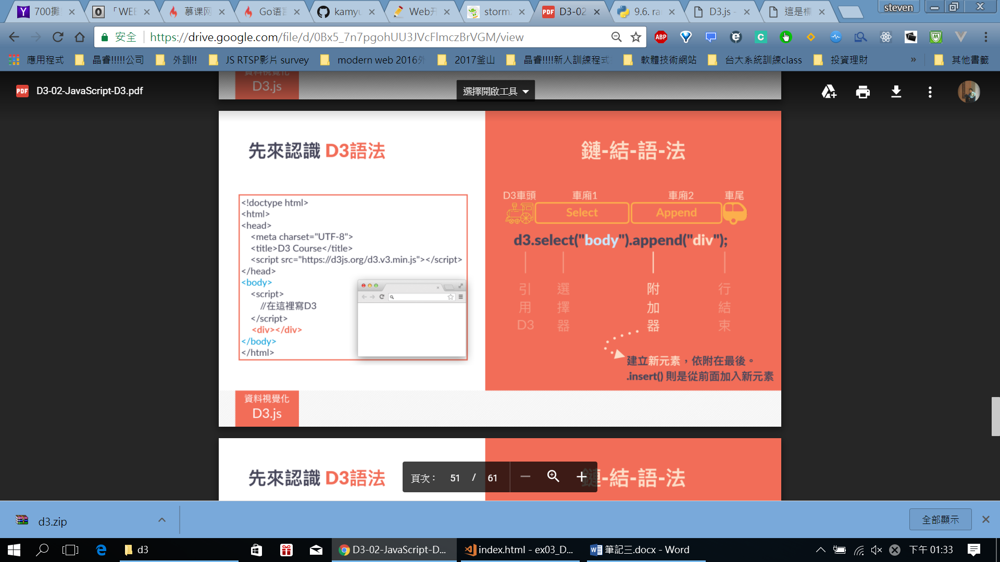 700攤
「WEB
慕课网
Go语言
kamyu
Web开
storm
D3-02
9.6. ra
D3.js -
這是標
steven
安全
https://drive.google.com/file/d/0Bx5_7n7pgohUU3JVcFlmczBrVGM/view
應用程式
晶睿!!!!!公司
外訓!!
JS RTSP影片 survey
modern web 2016外
2017釜山
晶睿!!!!新人訓練程式
軟體技術網站
台大系統訓練class
投資理財
»
其他書籤
PDF
D3-02-JavaScript-D3.pdf
選擇開啟工具
資料視覺化
D3.js
先來認識 D3語法
<!doctype html>
<html>
<head>
<meta charset="UTF-8">
<title>D3 Course</title>
<script src="https://d3js.org/d3.v3.min.js"></script>
</head>
<body>
<script>
//在這裡寫D3
</script>
<div></div>
</body>
</html>
鏈-結-語-法
D3車頭 車廂1 車廂2 車尾
Select Append
d3.select("body").append("div");
引用D3
選擇器
附加器
行結束
建立新元素，依附在最後。
.insert() 則是從前面加入新元素
資料視覺化
D3.js
先來認識 D3語法
鏈-結-語-法
頁次： 51 / 61
d3.zip
全部顯示
d3
D3-02-JavaScript-D...
index.html - ex03_D...
筆記三.docx - Word
下午 01:33